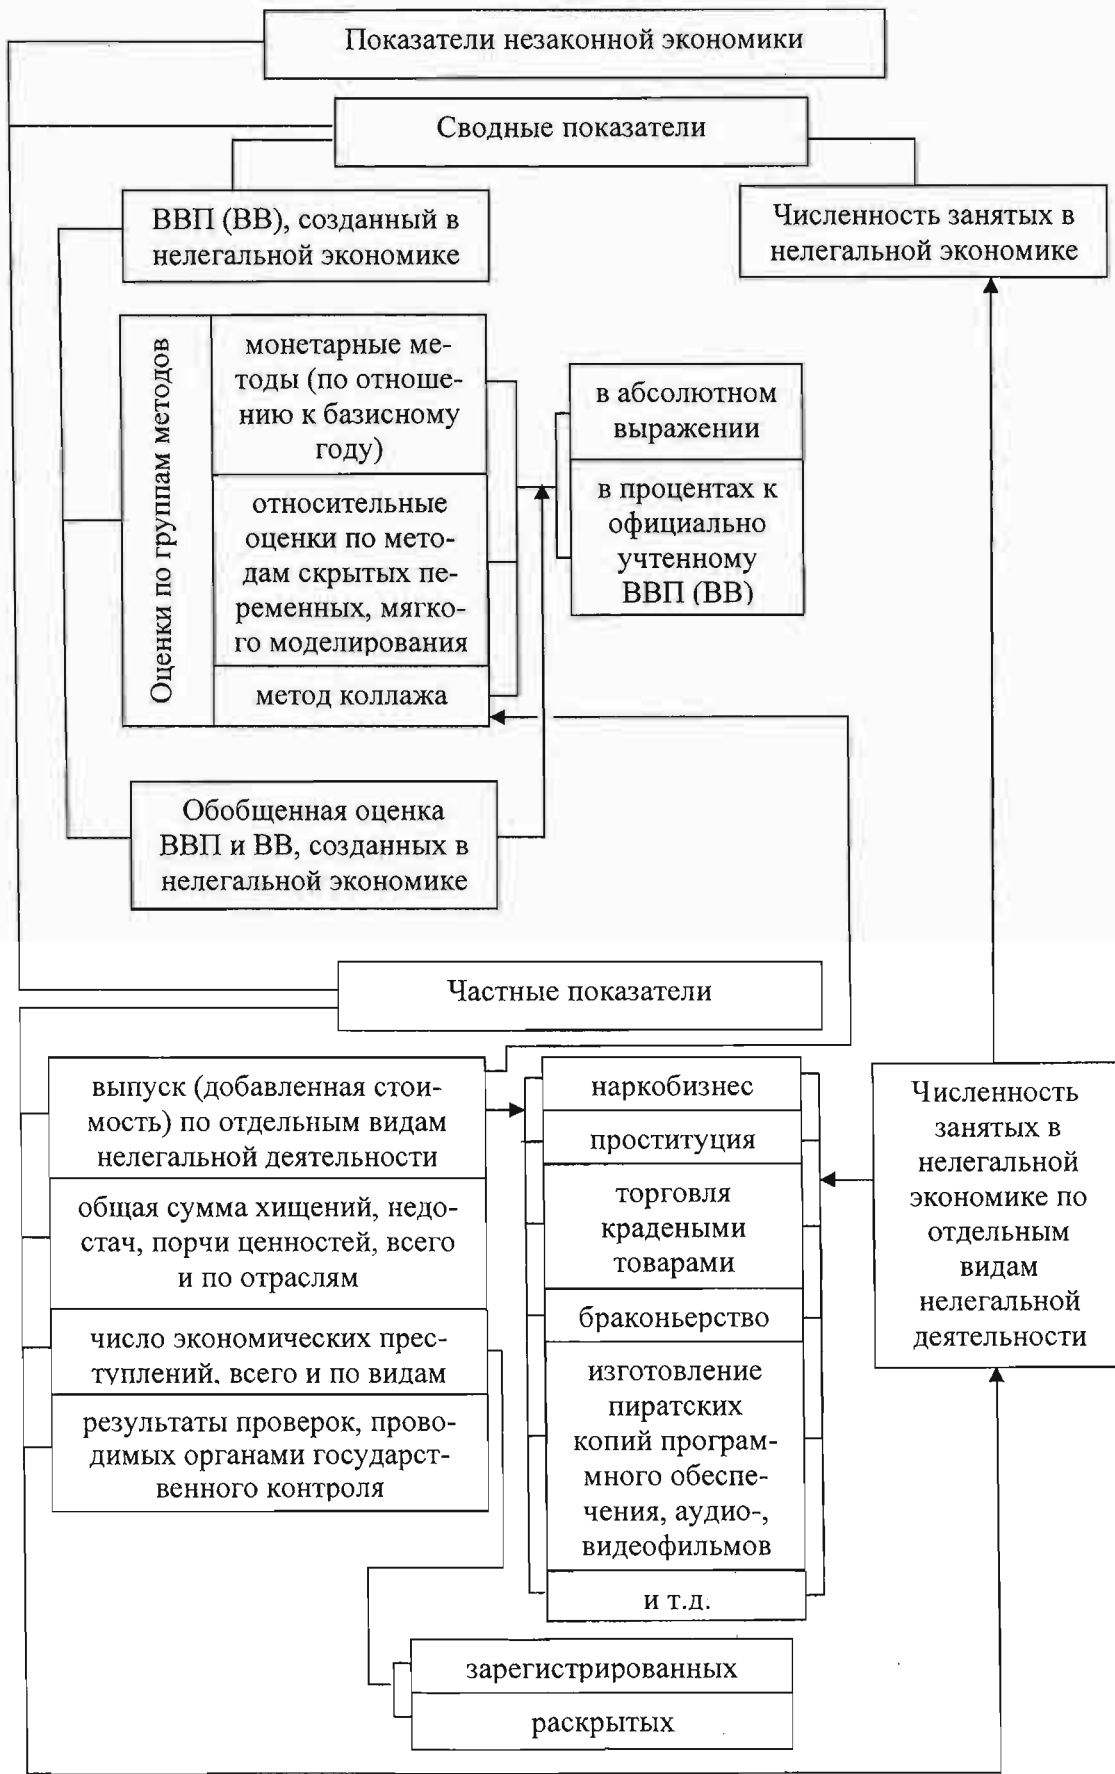 Показатели незаконной экономики
Сводные показатели
ВВП (ВВ), созданный в
нелегальной экономике
Численность занятых в
нелегальной экономике
Оценки по группам методов
монетарные ме-
тоды (по отноше-
нию к базисному
году)
относительные
оценки по мето-
дам скрытых пе-
ременных, мягко-
го моделирования
метод коллажа
в абсолютном
выражении
в процентах к
официально
учтенному
ВВП (ВВ)
Обобщенная оценка
ВВП и ВВ, созданных в
нелегальной экономике
Частные показатели
выпуск (добавленная стои-
мость) по отдельным видам
нелегальной деятельности
общая сумма хищений, недо-
стач, порчи ценностей, всего
и по отраслям
число экономических прес-
туплений, всего и по видам
результаты проверок, прово-
димых органами государст-
венного контроля
наркобизнес
проституция
торговля
крадеными
товарами
браконьерство
изготовление
пиратских
копий програм-
много обеспе-
чения, аудио-,
видеофильмов
и т.д.
Численность
занятых в
нелегальной
экономике по
отдельным
видам
нелегальной
деятельности
зарегистрированных
раскрытых